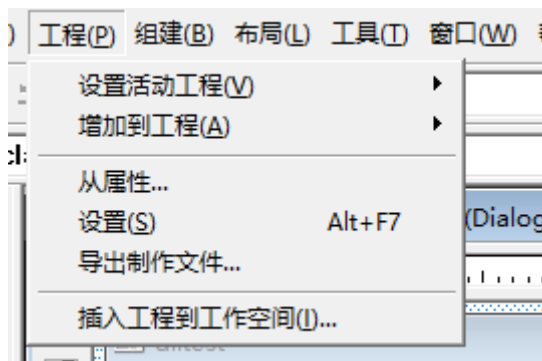 工程(P) 组建(B) 布局(L) 工具(T) 窗口(W)
设置活动工程(V)
增加到工程(A)
从属性...
设置(S) Alt+F7
(Dialog
导出制作文件...
插入工程到工作空间(I)...